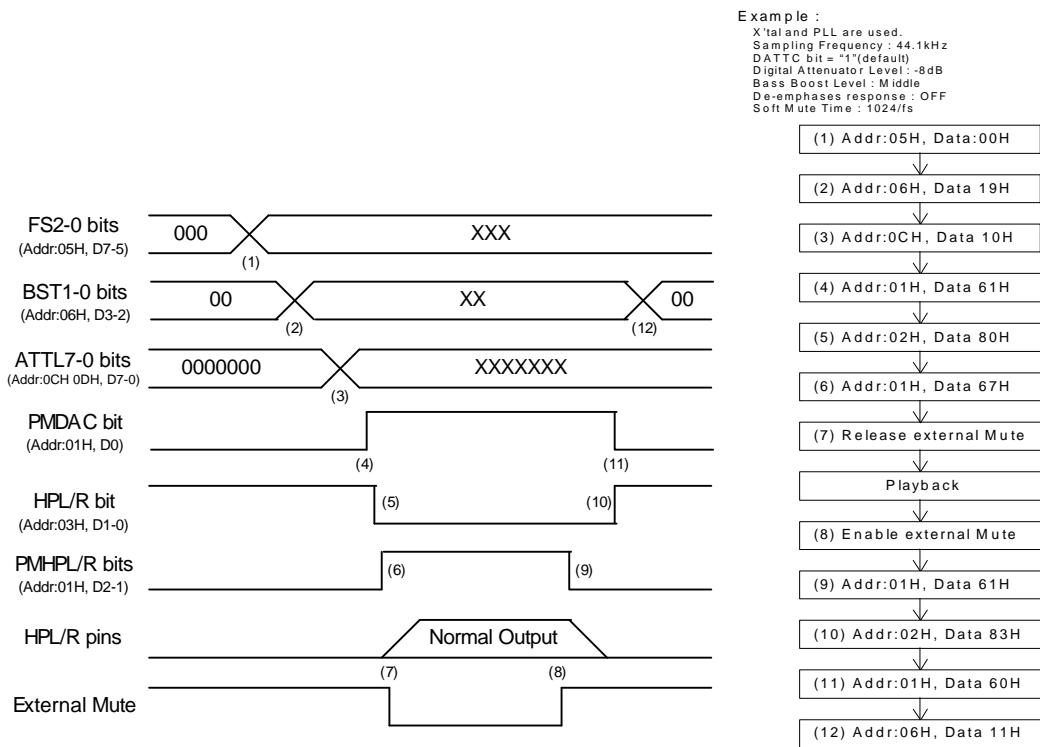 Example :
X'tal and PLL are used.
Sampling Frequency : 44.1kHz
DATTC bit = "1"(default)
Digital Attenuator Level : -8dB
Bass Boost Level : Middle
De-emphases response : OFF
Soft Mute Time : 1024/fs
(1) Addr:05H, Data:00H
(2) Addr:06H, Data 19H
(3) Addr:0CH, Data 10H
(4) Addr:01H, Data 61H
(5) Addr:02H, Data 80H
(6) Addr:01H, Data 67H
(7) Release external Mute
Playback
(8) Enable external Mute
(9) Addr:01H, Data 61H
(10) Addr:02H, Data 83H
(11) Addr:01H, Data 60H
(12) Addr:06H, Data 11H
FS2-0 bits
(Addr:05H, D7-5)
000
XXX
(1)
BST1-0 bits
(Addr:06H, D3-2)
00
XX
00
(2)
(12)
ATTL7-0 bits
(Addr:0CH 0DH, D7-0)
0000000
XXXXXXX
(3)
PMDAC bit
(Addr:01H, D0)
(4)
(11)
HPL/R bit
(Addr:03H, D1-0)
(5)
(10)
PMHPL/R bits
(Addr:01H, D2-1)
(6)
(9)
HPL/R pins
Normal Output
(7)
(8)
External Mute